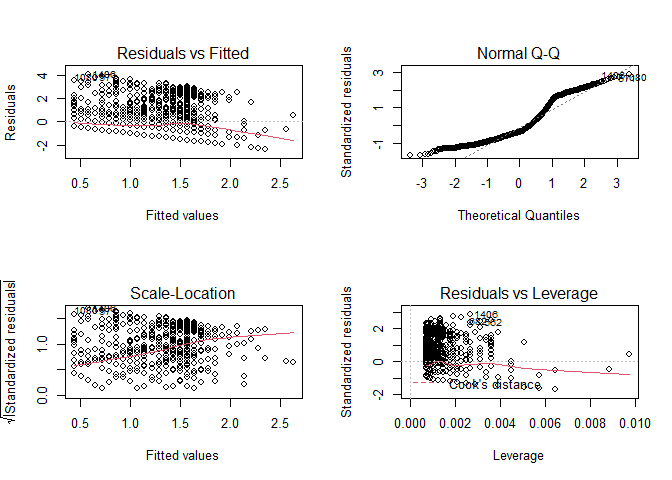 Residuals vs Fitted
Residuals
-2 0 2 4
1406
0.5 1.0 1.5 2.0 2.5
Fitted values
Normal Q-Q
Standardized residuals
-1 1 3
-3 -2 -1 0 1 2 3
Theoretical Quantiles
Scale-Location
√|Standardized residuals|
0.0 1.0
0.5 1.0 1.5 2.0 2.5
Fitted values
Residuals vs Leverage
Standardized residuals
-2 0 2
1406
Cook's distance
0.000 0.002 0.004 0.006 0.008 0.010
Leverage